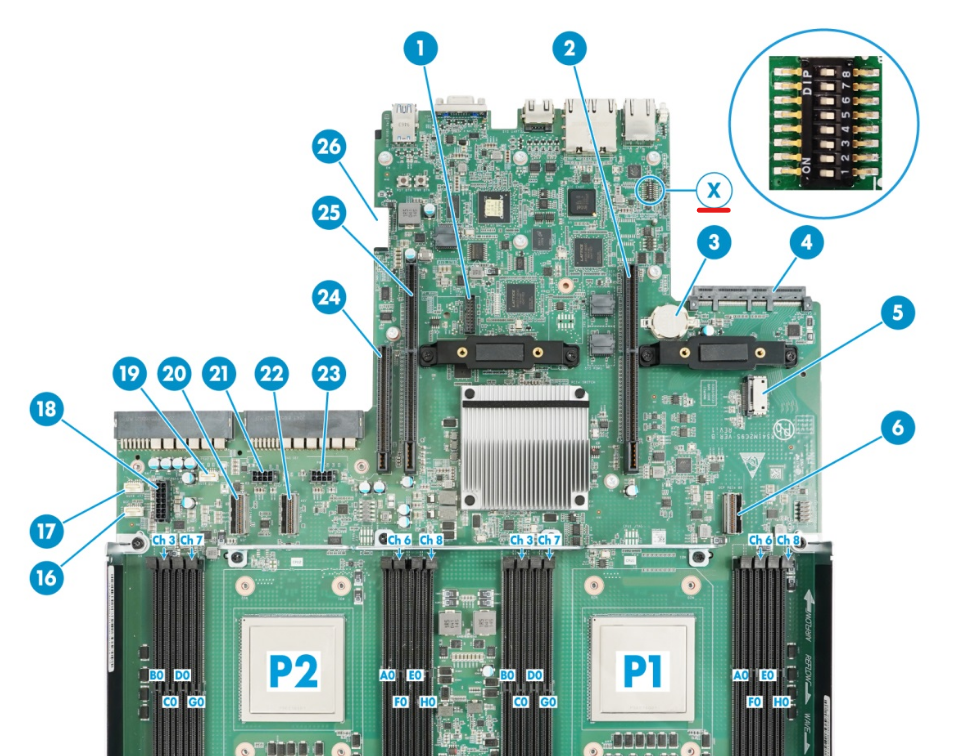 1
2
DIP
ON
1 2 3 4 5 6 7 8
26
X
25
3
4
24
5
19 20 21 22 23
18
6
17
Ch 3 Ch 7 Ch 6 Ch 8 Ch 3 Ch 7 Ch 6 Ch 8
16
P2 P1
B0 D0 A0 E0 B0 D0 A0 E0
C0 G0 F0 H0 C0 G0 F0 H0
REFLOW
WAVE